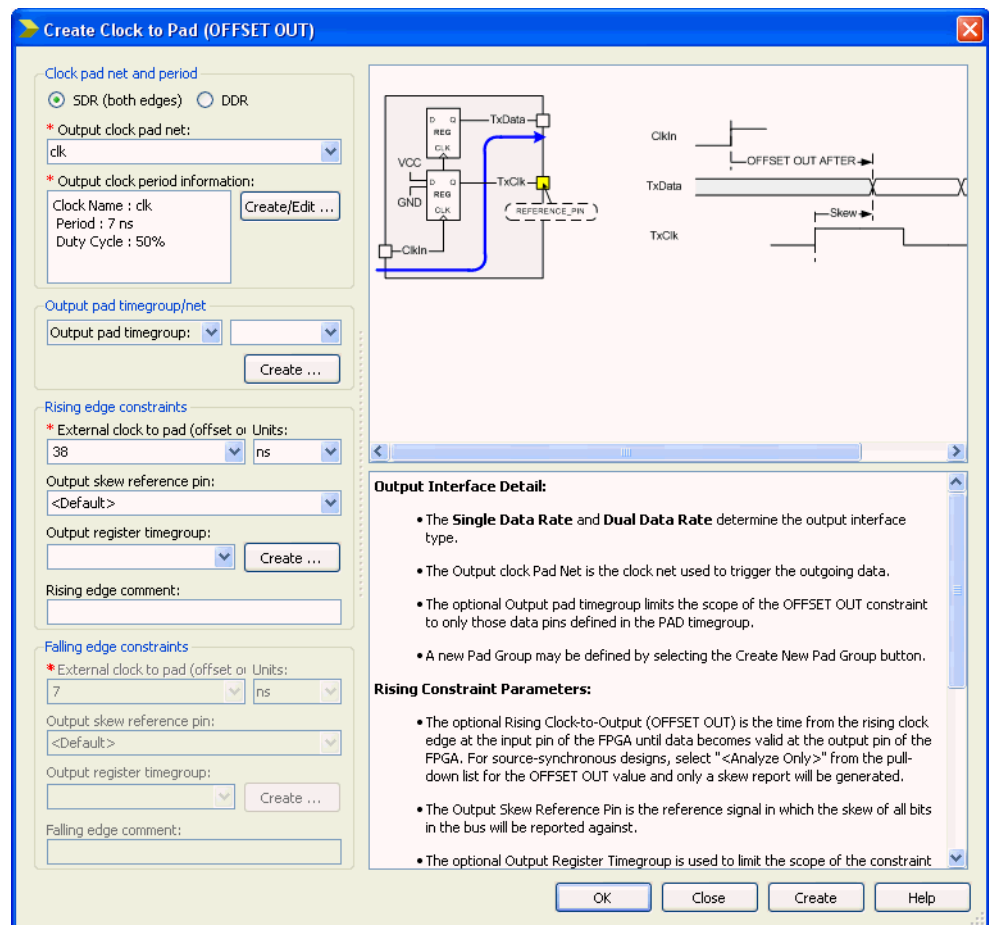 Create Clock to Pad (OFFSET OUT)
Clock pad net and period
SDR (both edges) DDR
* Output clock pad net:
clk
* Output clock period information:
Clock Name : clk
Period : 7 ns
Duty Cycle : 50%
Create/Edit ...
Output pad timegroup/net
Output pad timegroup:
Create ...
Rising edge constraints
* External clock to pad (offset ou Units:
38 ns
Output skew reference pin:
<Default>
Output register timegroup:
Create ...
Rising edge comment:
Falling edge constraints
* External clock to pad (offset ou Units:
7 ns
Output skew reference pin:
<Default>
Output register timegroup:
Create ...
Falling edge comment:
D Q
REG
CLK
TxData
VCC
GND
D Q
REG
CLK
TxClk
REFERENCE_PIN
ClkIn
ClkIn
OFFSET OUT AFTER
TxData
Skew
TxClk
Output Interface Detail:
• The Single Data Rate and Dual Data Rate determine the output interface
type.
• The Output clock Pad Net is the clock net used to trigger the outgoing data.
• The optional Output pad timegroup limits the scope of the OFFSET OUT constraint
to only those data pins defined in the PAD timegroup.
• A new Pad Group may be defined by selecting the Create New Pad Group button.
Rising Constraint Parameters:
• The optional Rising Clock-to-Output (OFFSET OUT) is the time from the rising clock
edge at the input pin of the FPGA until data becomes valid at the output pin of the
FPGA. For source-synchronous designs, select "<Analyze Only>" from the pull-
down list for the OFFSET OUT value and only a skew report will be generated.
• The Output Skew Reference Pin is the reference signal in which the skew of all bits
in the bus will be reported against.
• The optional Output Register Timegroup is used to limit the scope of the constraint
OK Close Create Help